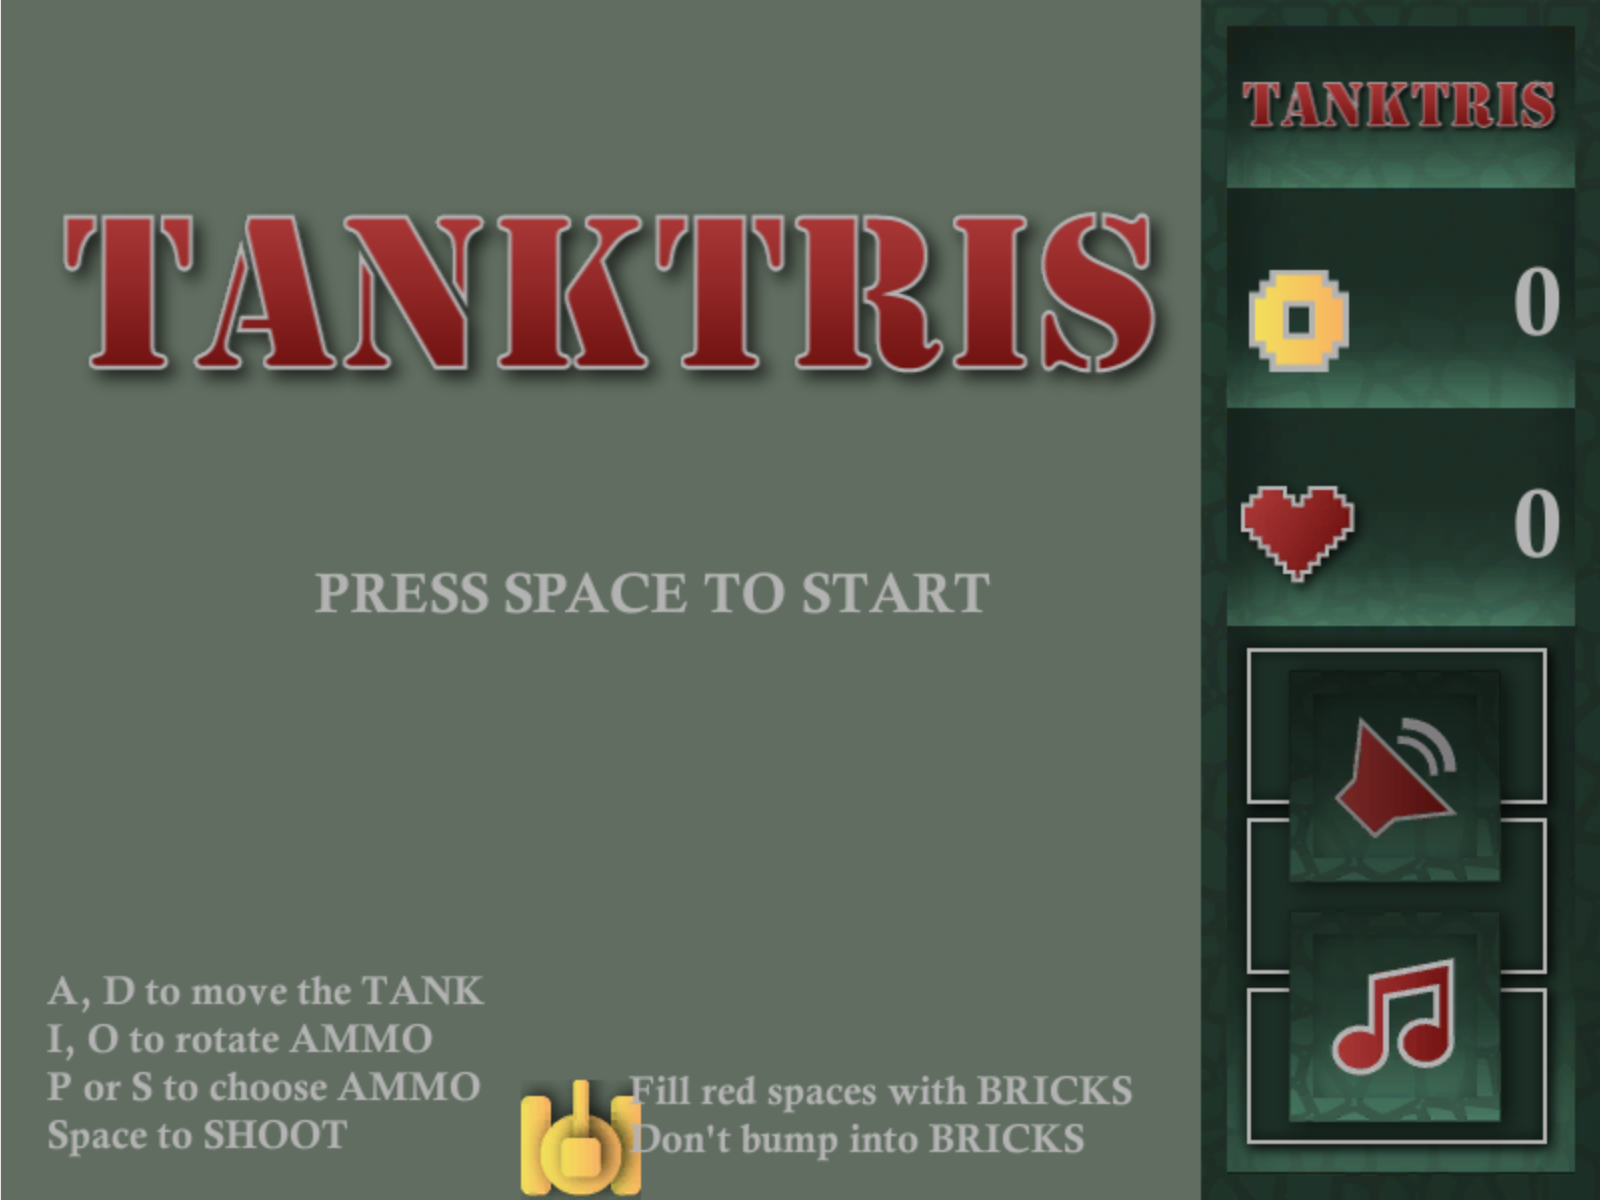 TANKTRIS
TANKTRIS
0
0
PRESS SPACE TO START
A, D to move the TANK
I, O to rotate AMMO
P or S to choose AMMO
Space to SHOOT
Fill red spaces with BRICKS
Don't bump into BRICKS